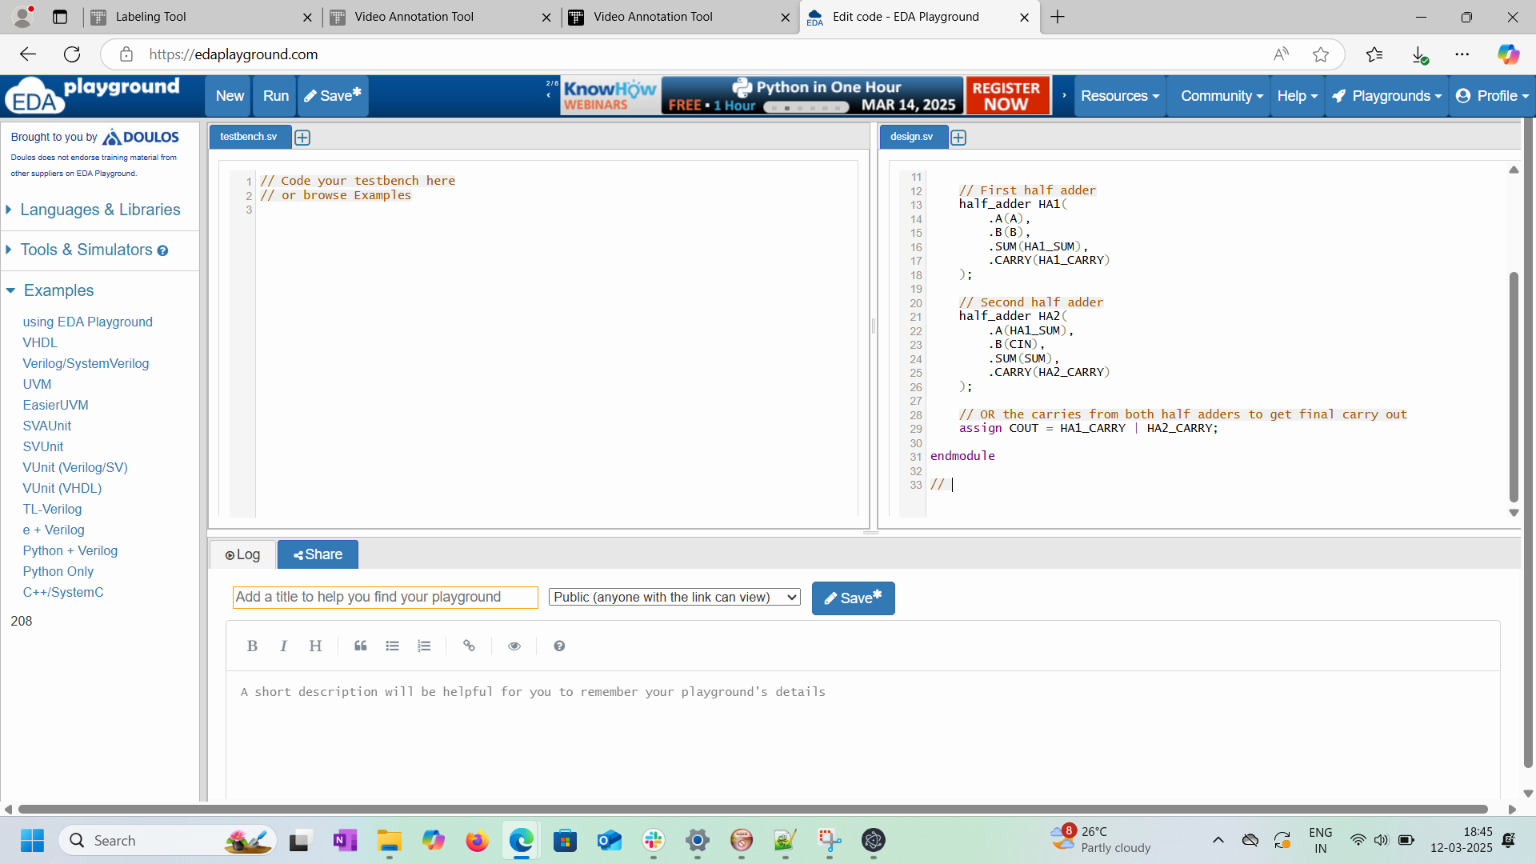 Labeling Tool
Video Annotation Tool
Video Annotation Tool
EDA
Edit code - EDA Playground
https://edaplayground.com
EDA playground
New
Run
Save*
2/6
KnowHow
WEBINARS
Python in One Hour
FREE • 1 Hour
MAR 14, 2025
REGISTER
NOW
Resources
Community
Help
Playgrounds
Profile
Brought to you by DOULOS
Doulos does not endorse training material from
other suppliers on EDA Playground.
Languages & Libraries
Tools & Simulators
Examples
using EDA Playground
VHDL
Verilog/SystemVerilog
UVM
EasierUVM
SVAUnit
SVUnit
VUnit (Verilog/SV)
VUnit (VHDL)
TL-Verilog
e + Verilog
Python + Verilog
Python Only
C++/SystemC
208
testbench.sv
1 // Code your testbench here
2 // or browse Examples
3
design.sv
11
12 // First half adder
13 half_adder HA1(
14 .A(A),
15 .B(B),
16 .SUM(HA1_SUM),
17 .CARRY(HA1_CARRY)
18 );
19
20 // Second half adder
21 half_adder HA2(
22 .A(HA1_SUM),
23 .B(CIN),
24 .SUM(SUM),
25 .CARRY(HA2_CARRY)
26 );
27
28 // OR the carries from both half adders to get final carry out
29 assign COUT = HA1_CARRY | HA2_CARRY;
30
31 endmodule
32
33 //
Log
Share
Add a title to help you find your playground
Public (anyone with the link can view)
Save*
B I H
A short description will be helpful for you to remember your playground's details
Search
8
26°C
Partly cloudy
ENG
IN
18:45
12-03-2025